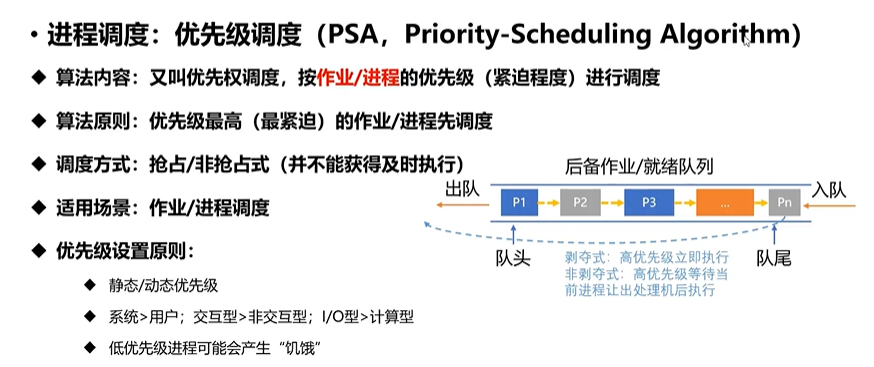 • 进程调度：优先级调度（PSA，Priority-Scheduling Algorithm）
◆ 算法内容：又叫优先权调度，按作业/进程的优先级（紧迫程度）进行调度
◆ 算法原则：优先级最高（最紧迫）的作业/进程先调度
◆ 调度方式：抢占/非抢占式（并不能获得及时执行）
◆ 适用场景：作业/进程调度
◆ 优先级设置原则：
◆ 静态/动态优先级
◆ 系统>用户；交互型>非交互型；I/O型>计算型
◆ 低优先级进程可能会产生“饥饿”
后备作业/就绪队列
出队
P1
P2
P3
...
Pn
入队
队头
队尾
剥夺式：高优先级立即执行
非剥夺式：高优先级等待当
前进程让出处理机后执行